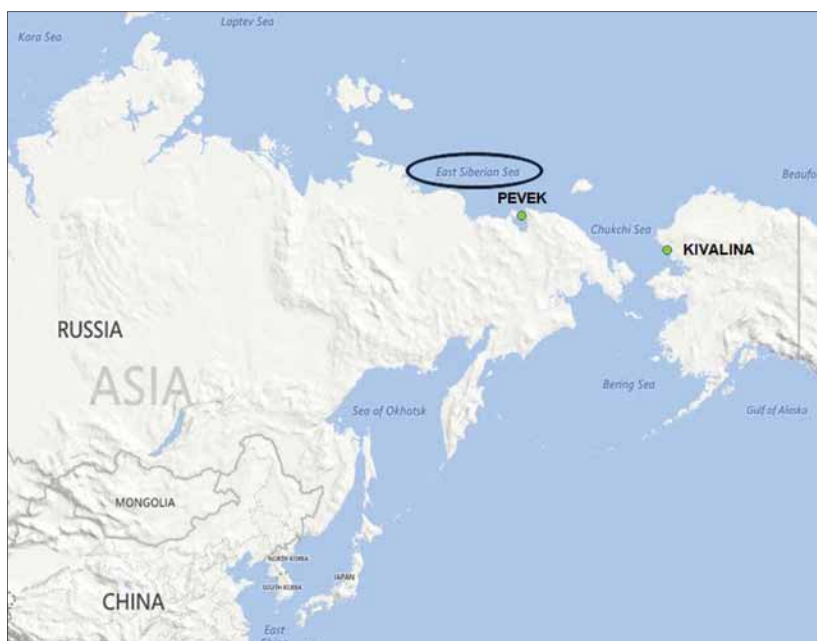 Laptev Sea
Kara Sea
East Siberian Sea
Beaufo
PEVEK
Chukchi Sea
KIVALINA
RUSSIA
ASIA
Bering Sea
Sea of Okhotsk
Gulf of Alaska
MONGOLIA
NORTH KOREA
JAPAN
SOUTH KOREA
CHINA
East